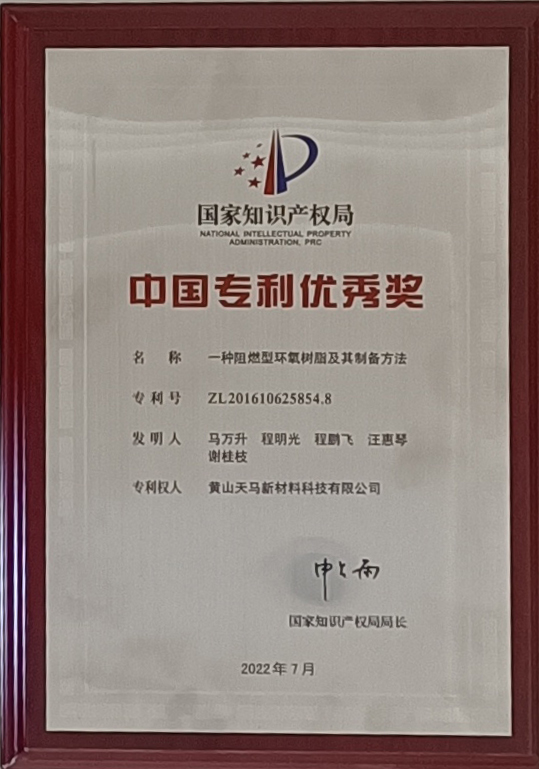 国家知识产权局
NATIONAL INTELLECTUAL PROPERTY
ADMINISTRATION, PRC
中国专利优秀奖
名 称 一种阻燃型环氧树脂及其制备方法
专利号 ZL201610625854.8
发明人 马万升 程明光 程鹏飞 汪惠琴
谢桂枝
专利权人 黄山天马新材料科技有限公司
申长雨
国家知识产权局局长
2022年7月